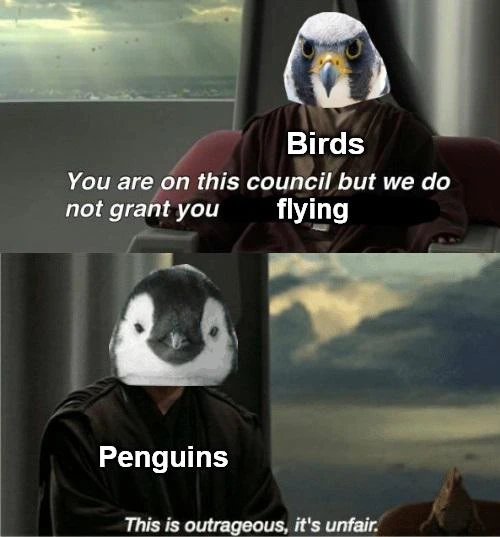 Birds
You are on this council but we do
not grant you flying
Penguins
This is outrageous, it's unfair.